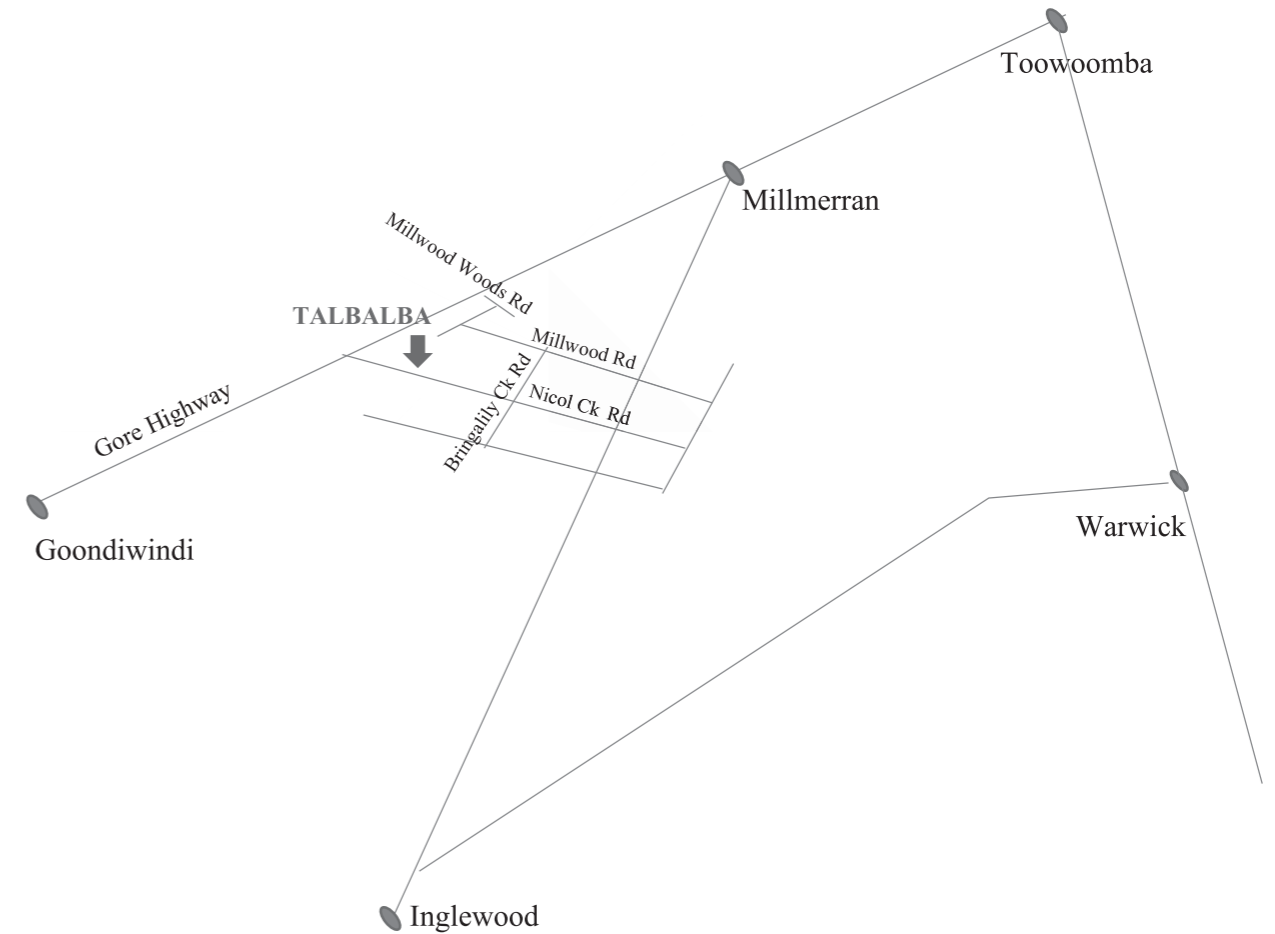 Toowoomba
Millmerran
Millwood Woods Rd
TALBALBA
Millwood Rd
Bringalily Ck Rd
Nicol Ck Rd
Gore Highway
Goondiwindi
Warwick
Inglewood